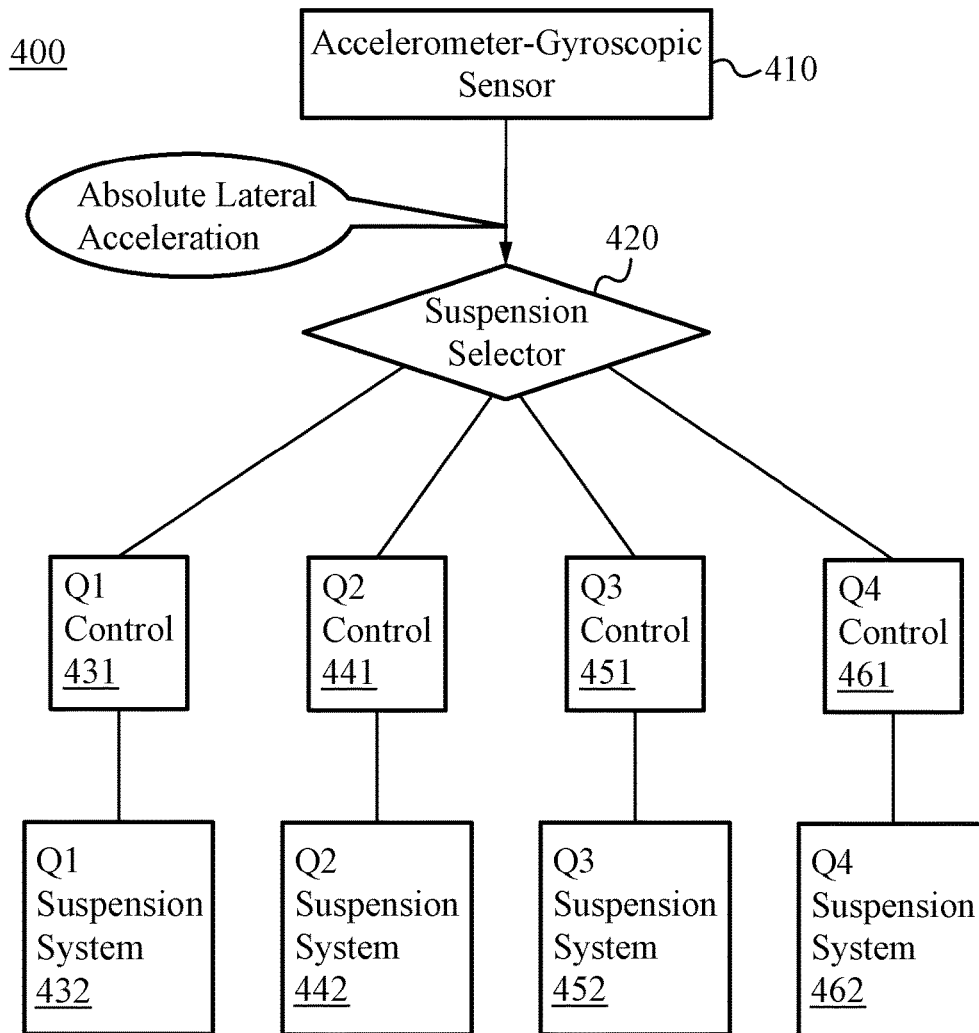 400
Accelerometer-Gyroscopic
Sensor
410
Absolute Lateral
Acceleration
420
Suspension
Selector
Q1
Control
431
Q2
Control
441
Q3
Control
451
Q4
Control
461
Q1
Suspension
System
432
Q2
Suspension
System
442
Q3
Suspension
System
452
Q4
Suspension
System
462